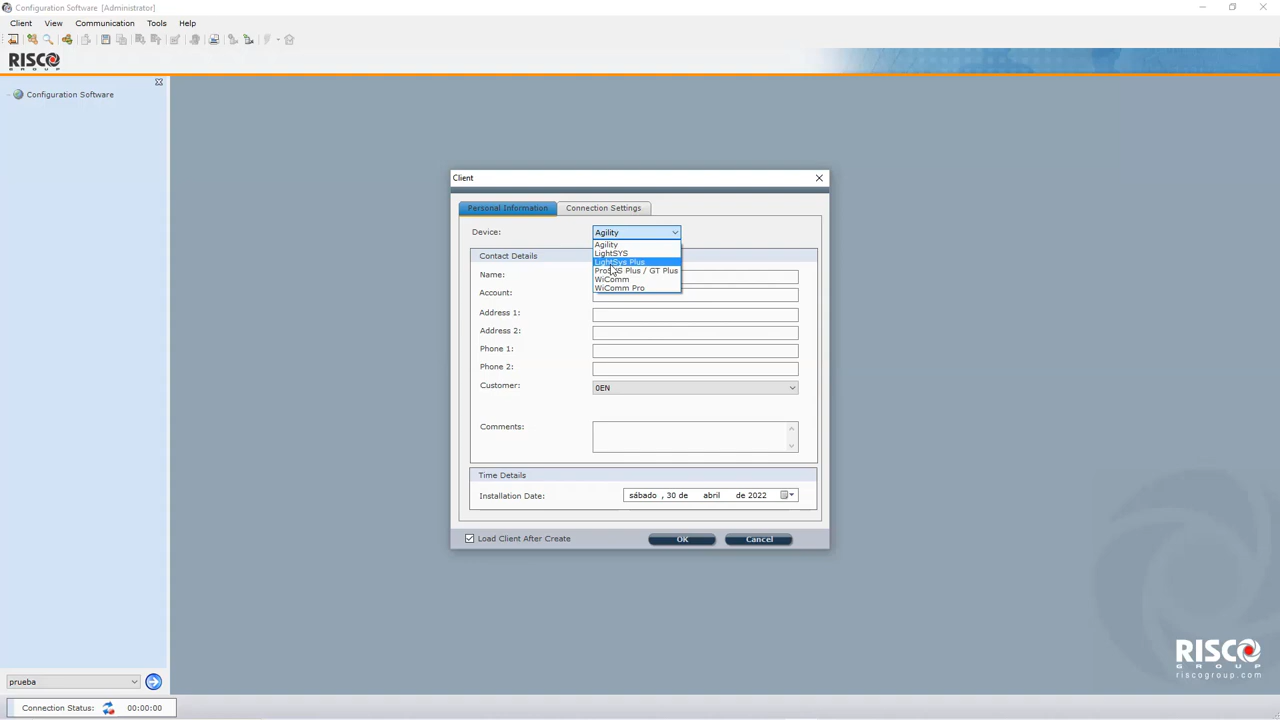 Configuration Software [Administrator]
Client View Communication Tools Help
RISCO
GROUP
Configuration Software
Client
Personal Information Connection Settings
Device: Agility
Agility
LightSYS
LightSys Plus
ProSYS Plus / GT Plus
WiComm
WiComm Pro
Contact Details
Name:
Account:
Address 1:
Address 2:
Phone 1:
Phone 2:
Customer: 0EN
Comments:
Time Details
Installation Date: sábado , 30 de abril de 2022
Load Client After Create OK Cancel
RISCO
GROUP
riscogroup.com
prueba
Connection Status: 00:00:00